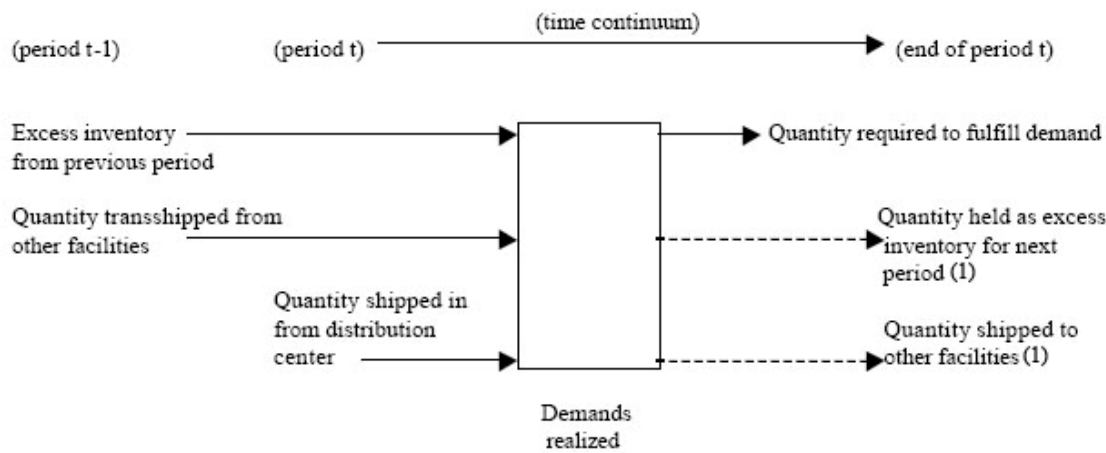 (time continuum)
(period t-1)
(period t)
(end of period t)
Excess inventory
from previous period
Quantity required to fulfill demand
Quantity transshipped from
other facilities
Quantity held as excess
inventory for next
period (1)
Quantity shipped in
from distribution
center
Quantity shipped to
other facilities (1)
Demands
realized